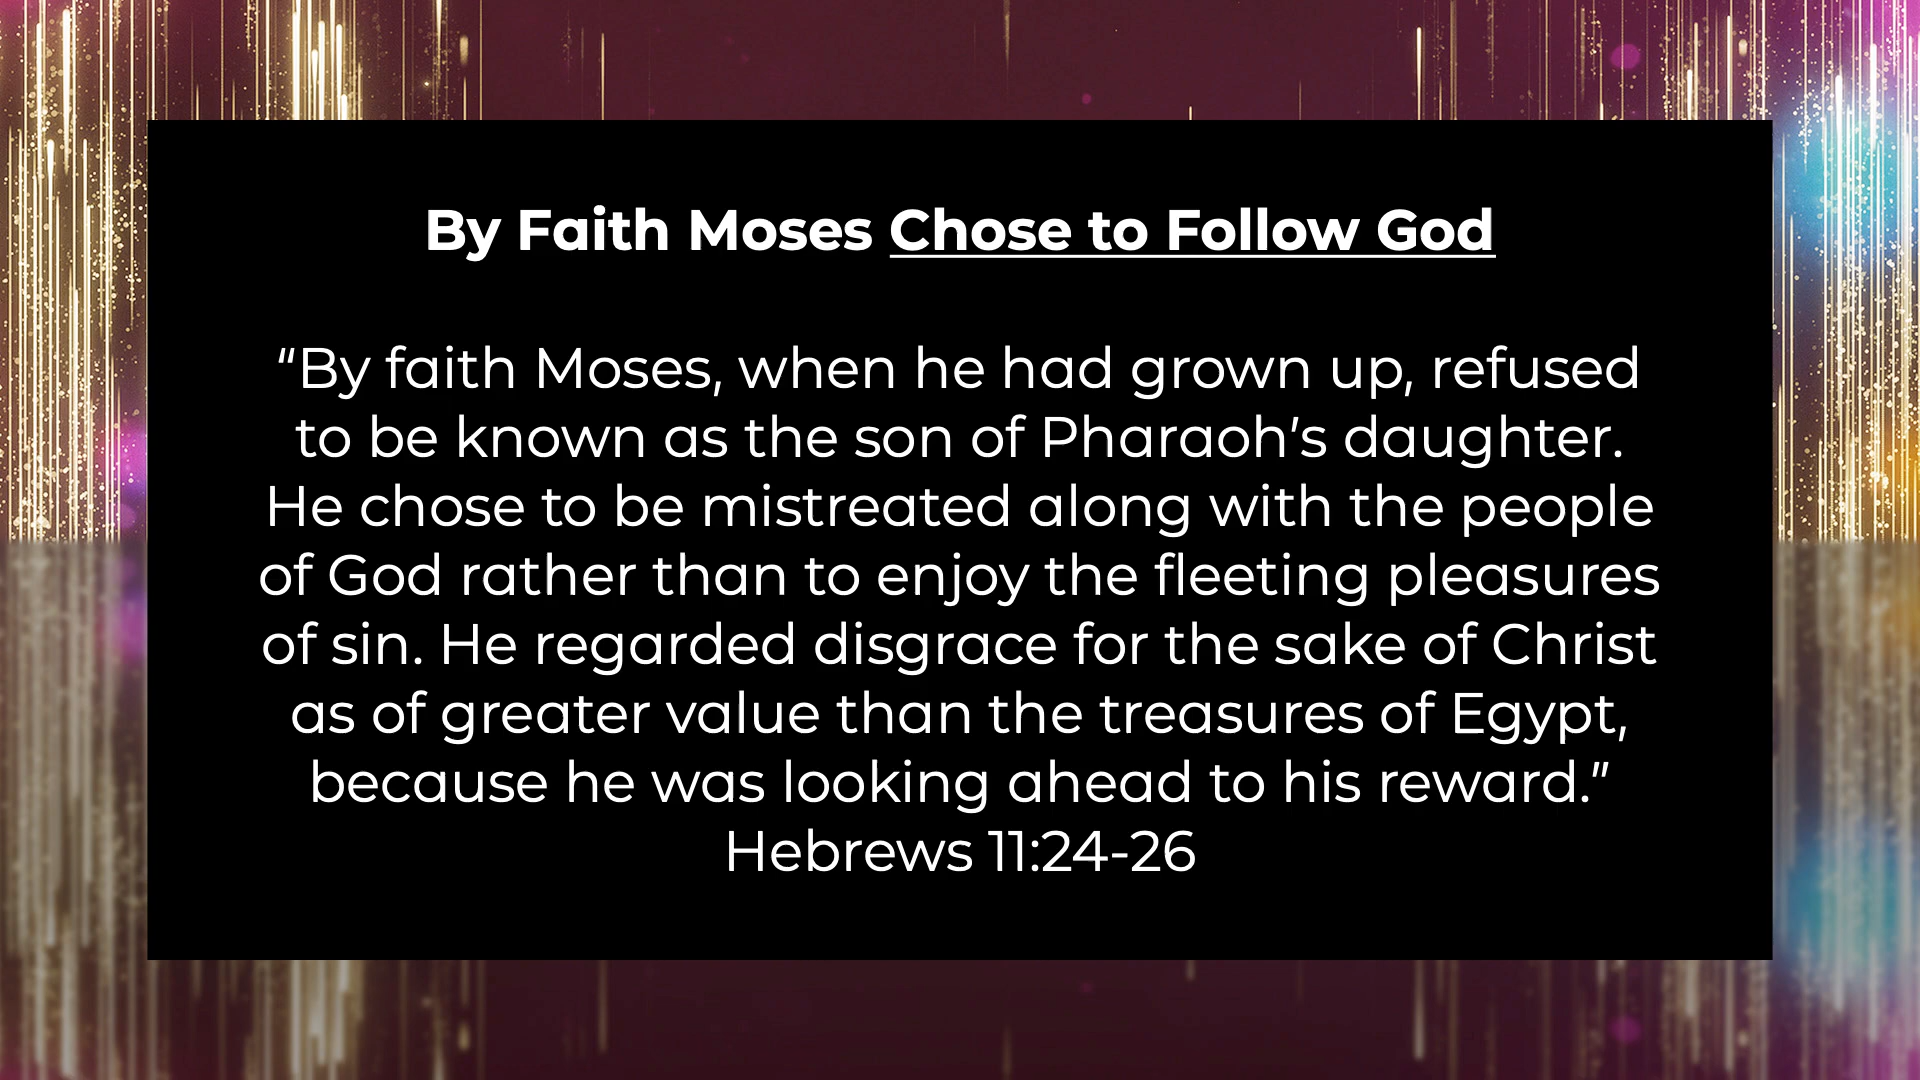 By Faith Moses Chose to Follow God
“By faith Moses, when he had grown up, refused
to be known as the son of Pharaoh’s daughter.
He chose to be mistreated along with the people
of God rather than to enjoy the fleeting pleasures
of sin. He regarded disgrace for the sake of Christ
as of greater value than the treasures of Egypt,
because he was looking ahead to his reward.”
Hebrews 11:24-26